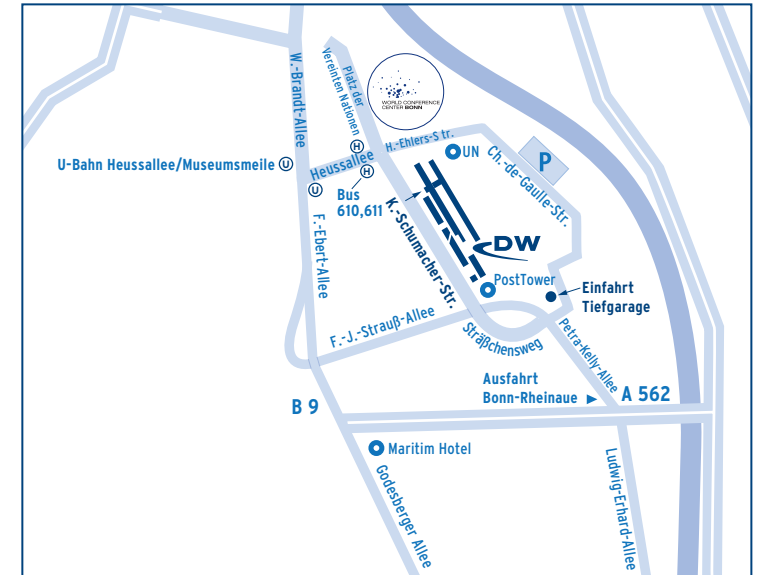 W.-Brandt-Allee
Platz der
Vereinten Nationen
WORLD CONFERENCE
CENTER BONN
H
H.-Ehlers-S tr.
UN
Ch.-de-Gaulle-Str.
P
U-Bahn Heussallee/Museumsmeile U
Heussallee
H
U
Bus
610,611
F.-Ebert-Allee
K.-Schumacher-Str.
DW
PostTower
Einfahrt
Tiefgarage
F.-J.-Strauß-Allee
Sträßchensweg
Petra-Kelly-Allee
Ausfahrt
Bonn-Rheinaue
A 562
B 9
Maritim Hotel
Godesberger Allee
Ludwig-Erhard-Allee